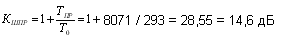 K_ШПР = 1 + T_ПР / T_0 = 1 + 8071 / 293 = 28,55 = 14,6 дБ